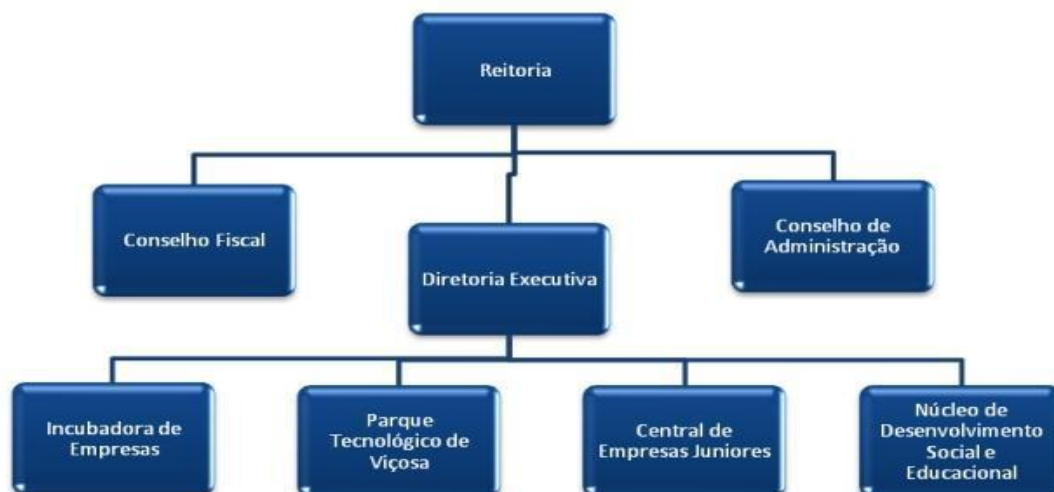 Reitoria
Conselho Fiscal
Conselho de
Administração
Diretoria Executiva
Incubadora de
Empresas
Parque
Tecnológico de
Viçosa
Central de
Empresas Juniores
Núcleo de
Desenvolvimento
Social e
Educacional